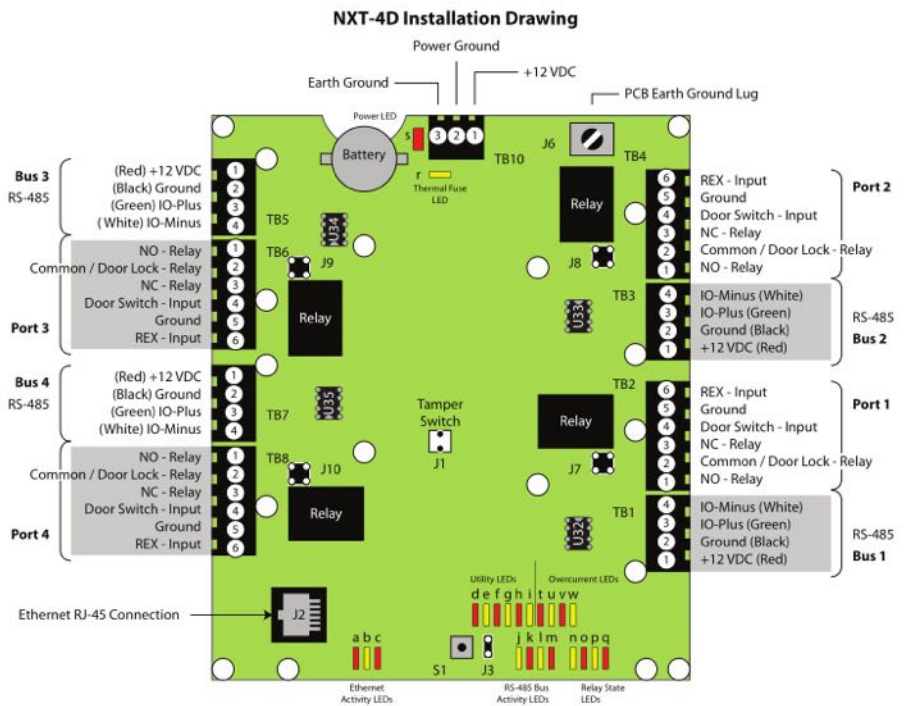 NXT-4D Installation Drawing
Power Ground
Earth Ground
+12 VDC
PCB Earth Ground Lug
Power LED
s
3 2 1
TB10
J6
TB4
Battery
r
Thermal Fuse
LED
Bus 3
RS-485
(Red) +12 VDC
(Black) Ground
(Green) IO-Plus
(White) IO-Minus
1
2
3
4
TB5
U34
Port 3
NO - Relay
Common / Door Lock - Relay
NC - Relay
Door Switch - Input
Ground
REX - Input
1
2
3
4
5
6
TB6
J9
Relay
Bus 4
RS-485
(Red) +12 VDC
(Black) Ground
(Green) IO-Plus
(White) IO-Minus
1
2
3
4
TB7
U35
Port 4
NO - Relay
Common / Door Lock - Relay
NC - Relay
Door Switch - Input
Ground
REX - Input
1
2
3
4
5
6
TB8
J10
Relay
Tamper
Switch
J1
Relay
J8
6
5
4
3
2
1
REX - Input
Ground
Door Switch - Input
NC - Relay
Common / Door Lock - Relay
NO - Relay
Port 2
TB3
U33
4
3
2
1
IO-Minus (White)
IO-Plus (Green)
Ground (Black)
+12 VDC (Red)
RS-485
Bus 2
TB2
Relay
J7
6
5
4
3
2
1
REX - Input
Ground
Door Switch - Input
NC - Relay
Common / Door Lock - Relay
NO - Relay
Port 1
TB1
U32
4
3
2
1
IO-Minus (White)
IO-Plus (Green)
Ground (Black)
+12 VDC (Red)
RS-485
Bus 1
Utility LEDs
Overcurrent LEDs
d e f g h i t u v w
Ethernet RJ-45 Connection
J2
a b c
Ethernet
Activity LEDs
S1
J3
j k l m
n o p q
RS-485 Bus
Activity LEDs
Relay State
LEDs